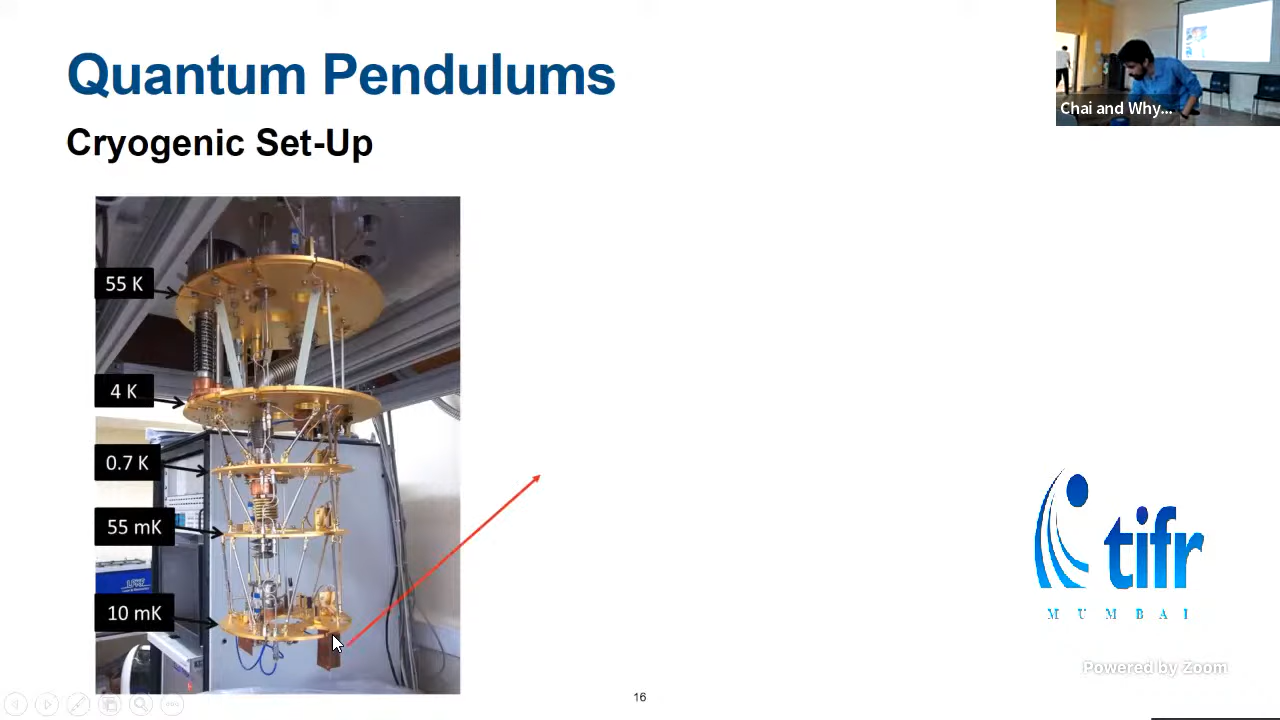 Quantum Pendulums
Cryogenic Set-Up
Chai and Why...
55 K
4 K
0.7 K
55 mK
10 mK
tifr
MUMBAI
Powered by Zoom
16